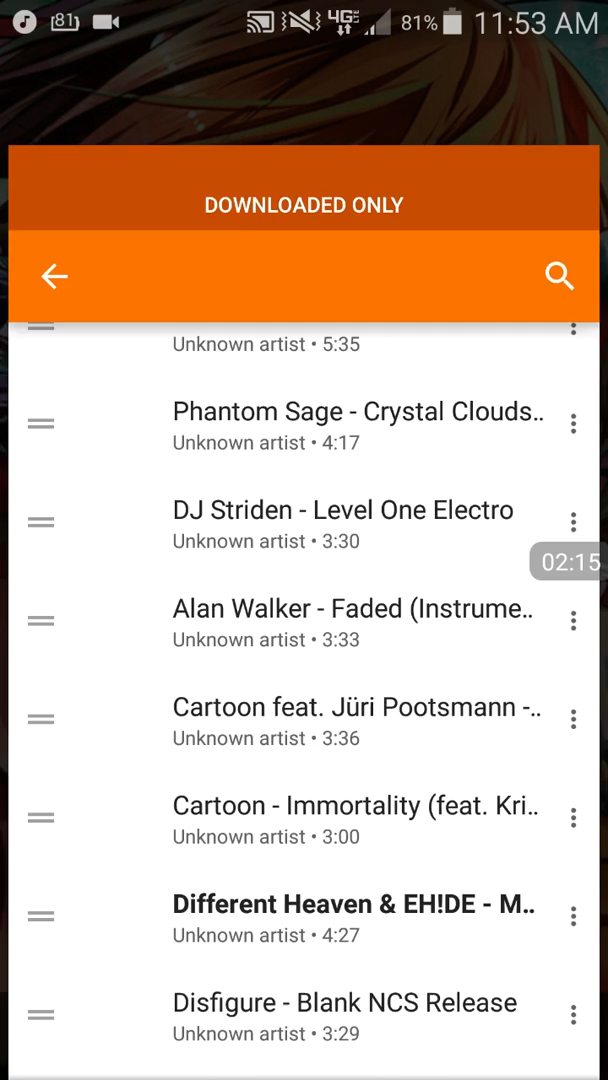 81
4G LTE
81%
11:53 AM
DOWNLOADED ONLY
Unknown artist • 5:35
Phantom Sage - Crystal Clouds..
Unknown artist • 4:17
DJ Striden - Level One Electro
Unknown artist • 3:30
02:15
Alan Walker - Faded (Instrume..
Unknown artist • 3:33
Cartoon feat. Jüri Pootsmann -..
Unknown artist • 3:36
Cartoon - Immortality (feat. Kri..
Unknown artist • 3:00
Different Heaven & EH!DE - M..
Unknown artist • 4:27
Disfigure - Blank NCS Release
Unknown artist • 3:29